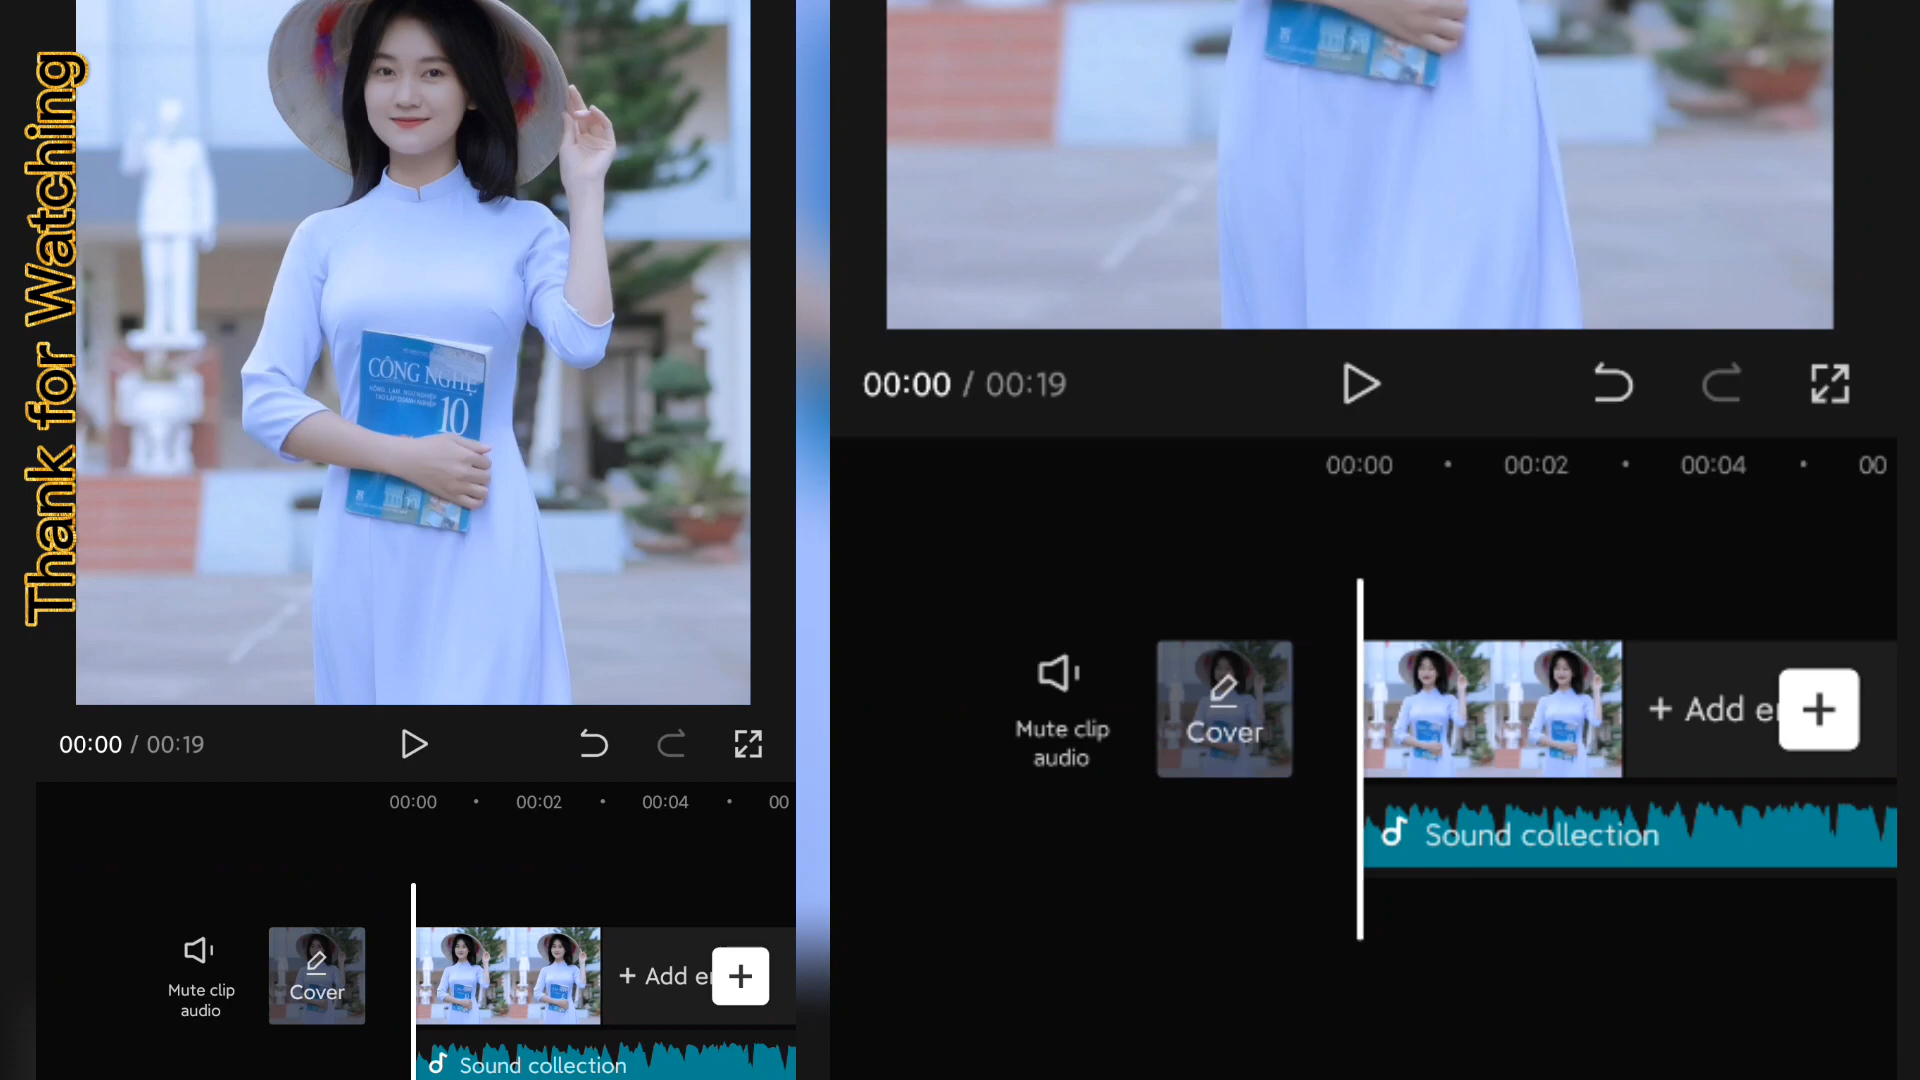 Thank for Watching
CÔNG NGHỆ
10
00:00 / 00:19
00:00 00:02 00:04 00
Mute clip
audio
Cover
+ Add e
+
Sound collection
00:00 / 00:19
00:00 00:02 00:04 00
Mute clip
audio
Cover
+ Add e
+
Sound collection